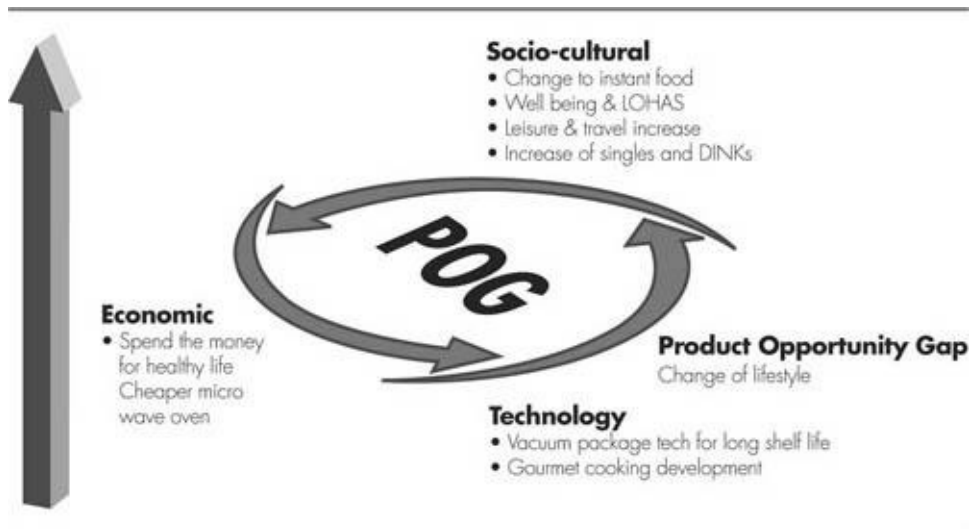 Socio-cultural
• Change to instant food
• Well being & LOHAS
• Leisure & travel increase
• Increase of singles and DINKs
POG
Economic
• Spend the money
for healthy life
Cheaper micro
wave oven
Product Opportunity Gap
Change of lifestyle
Technology
• Vacuum package tech for long shelf life
• Gourmet cooking development